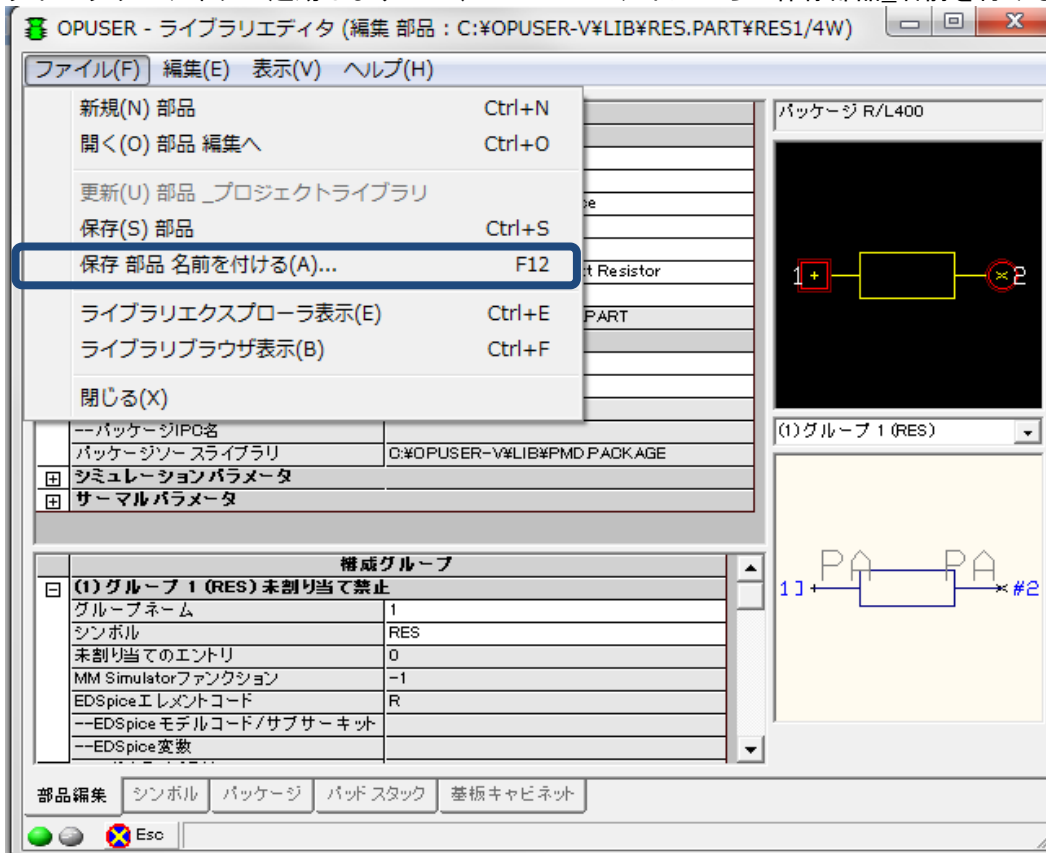 OPUSER - ライブラリエディタ (編集 部品 : C:¥OPUSER-V¥LIB¥RES.PART¥RES1/4W)
ファイル(F) 編集(E) 表示(V) ヘルプ(H)
新規(N) 部品 Ctrl+N
開く(O) 部品 編集へ Ctrl+O
更新(U) 部品 _プロジェクトライブラリ
保存(S) 部品 Ctrl+S
保存 部品 名前を付ける(A)... F12
ライブラリエクスプローラ表示(E) Ctrl+E
ライブラリブラウザ表示(B) Ctrl+F
閉じる(X)
Resistor
PART
--パッケージIPC名
パッケージソースライブラリ C:¥OPUSER-V¥LIB¥PMD.PACKAGE
シミュレーションパラメータ
サーマルパラメータ
構成グループ
(1) グループ 1 (RES) 未割り当て禁止
グループネーム 1
シンボル RES
未割り当てのエントリ 0
MM Simulatorファンクション -1
EDSpiceエレメントコード R
--EDSpiceモデルコード/サブサーキット
--EDSpice変数
パッケージ R/L400
1 2
(1)グループ 1 (RES)
PA PA
1] #2
部品編集 シンボル パッケージ パッドスタック 基板キャビネット
Esc